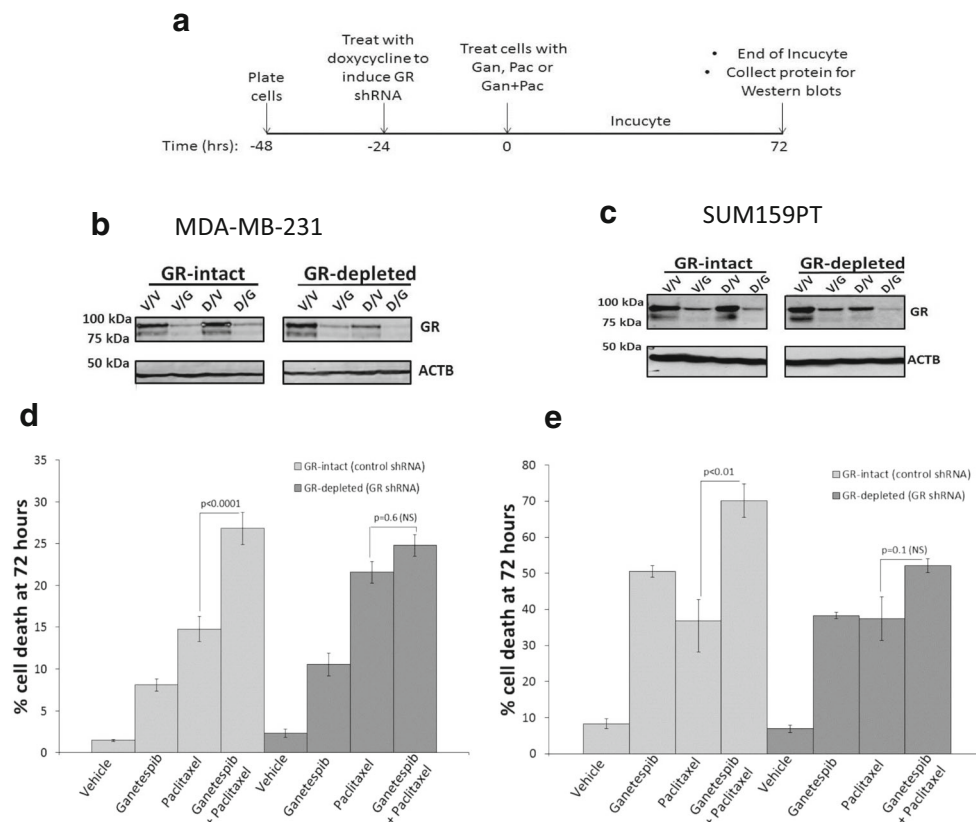 a
Plate
cells
Treat with
doxycycline to
induce GR
shRNA
Treat cells with
Gan, Pac or
Gan+Pac
• End of Incucyte
• Collect protein for
Western blots
Incucyte
Time (hrs): -48 -24 0 72
b MDA-MB-231
GR-intact GR-depleted
V/V V/G D/V D/G V/V V/G D/V D/G
100 kDa
75 kDa
GR
50 kDa
ACTB
c SUM159PT
GR-intact GR-depleted
V/V V/G D/V D/G V/V V/G D/V D/G
100 kDa
75 kDa
GR
50 kDa
ACTB
d
% cell death at 72 hours
35
30
25
20
15
10
5
0
GR-intact (control shRNA)
GR-depleted (GR shRNA)
p<0.0001
p=0.6 (NS)
Vehicle
Ganetespib
Paclitaxel
Ganetespib
+ Paclitaxel
Vehicle
Ganetespib
Paclitaxel
Ganetespib
+ Paclitaxel
e
% cell death at 72 hours
80
70
60
50
40
30
20
10
0
GR-intact (control shRNA)
GR-depleted (GR shRNA)
p<0.01
p=0.1 (NS)
Vehicle
Ganetespib
Paclitaxel
Ganetespib
+ Paclitaxel
Vehicle
Ganetespib
Paclitaxel
Ganetespib
+ Paclitaxel